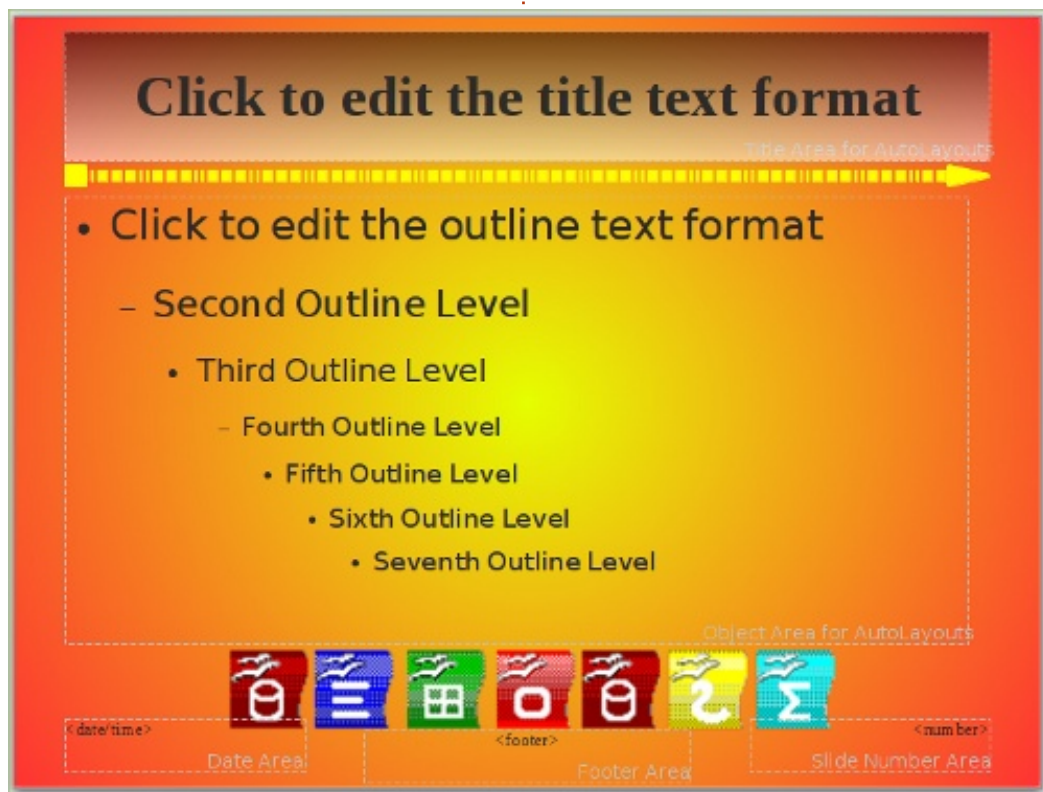 Click to edit the title text format
Title Area for AutoLayouts
• Click to edit the outline text format
– Second Outline Level
• Third Outline Level
– Fourth Outline Level
• Fifth Outline Level
• Sixth Outline Level
• Seventh Outline Level
Object Area for AutoLayouts
<date/time>
<footer>
<number>
Date Area
Footer Area
Slide Number Area